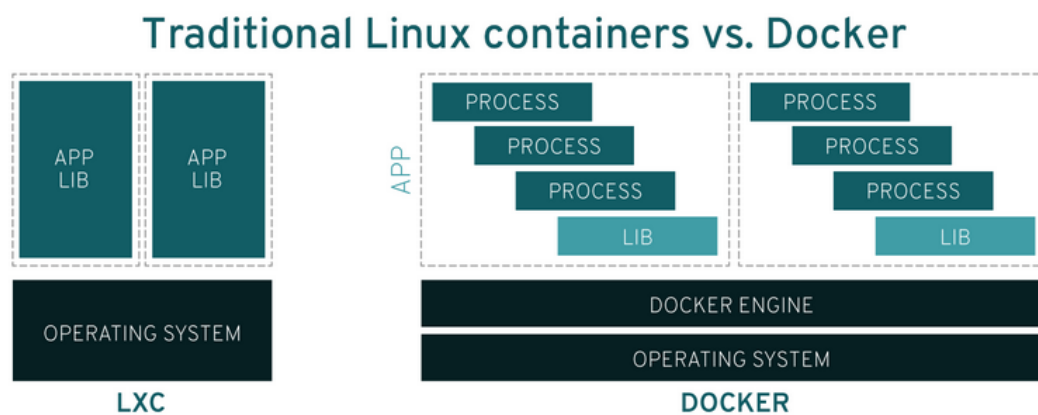 Traditional Linux containers vs. Docker
APP
LIB
APP
LIB
OPERATING SYSTEM
LXC
APP
PROCESS
PROCESS
PROCESS
LIB
PROCESS
PROCESS
PROCESS
LIB
DOCKER ENGINE
OPERATING SYSTEM
DOCKER